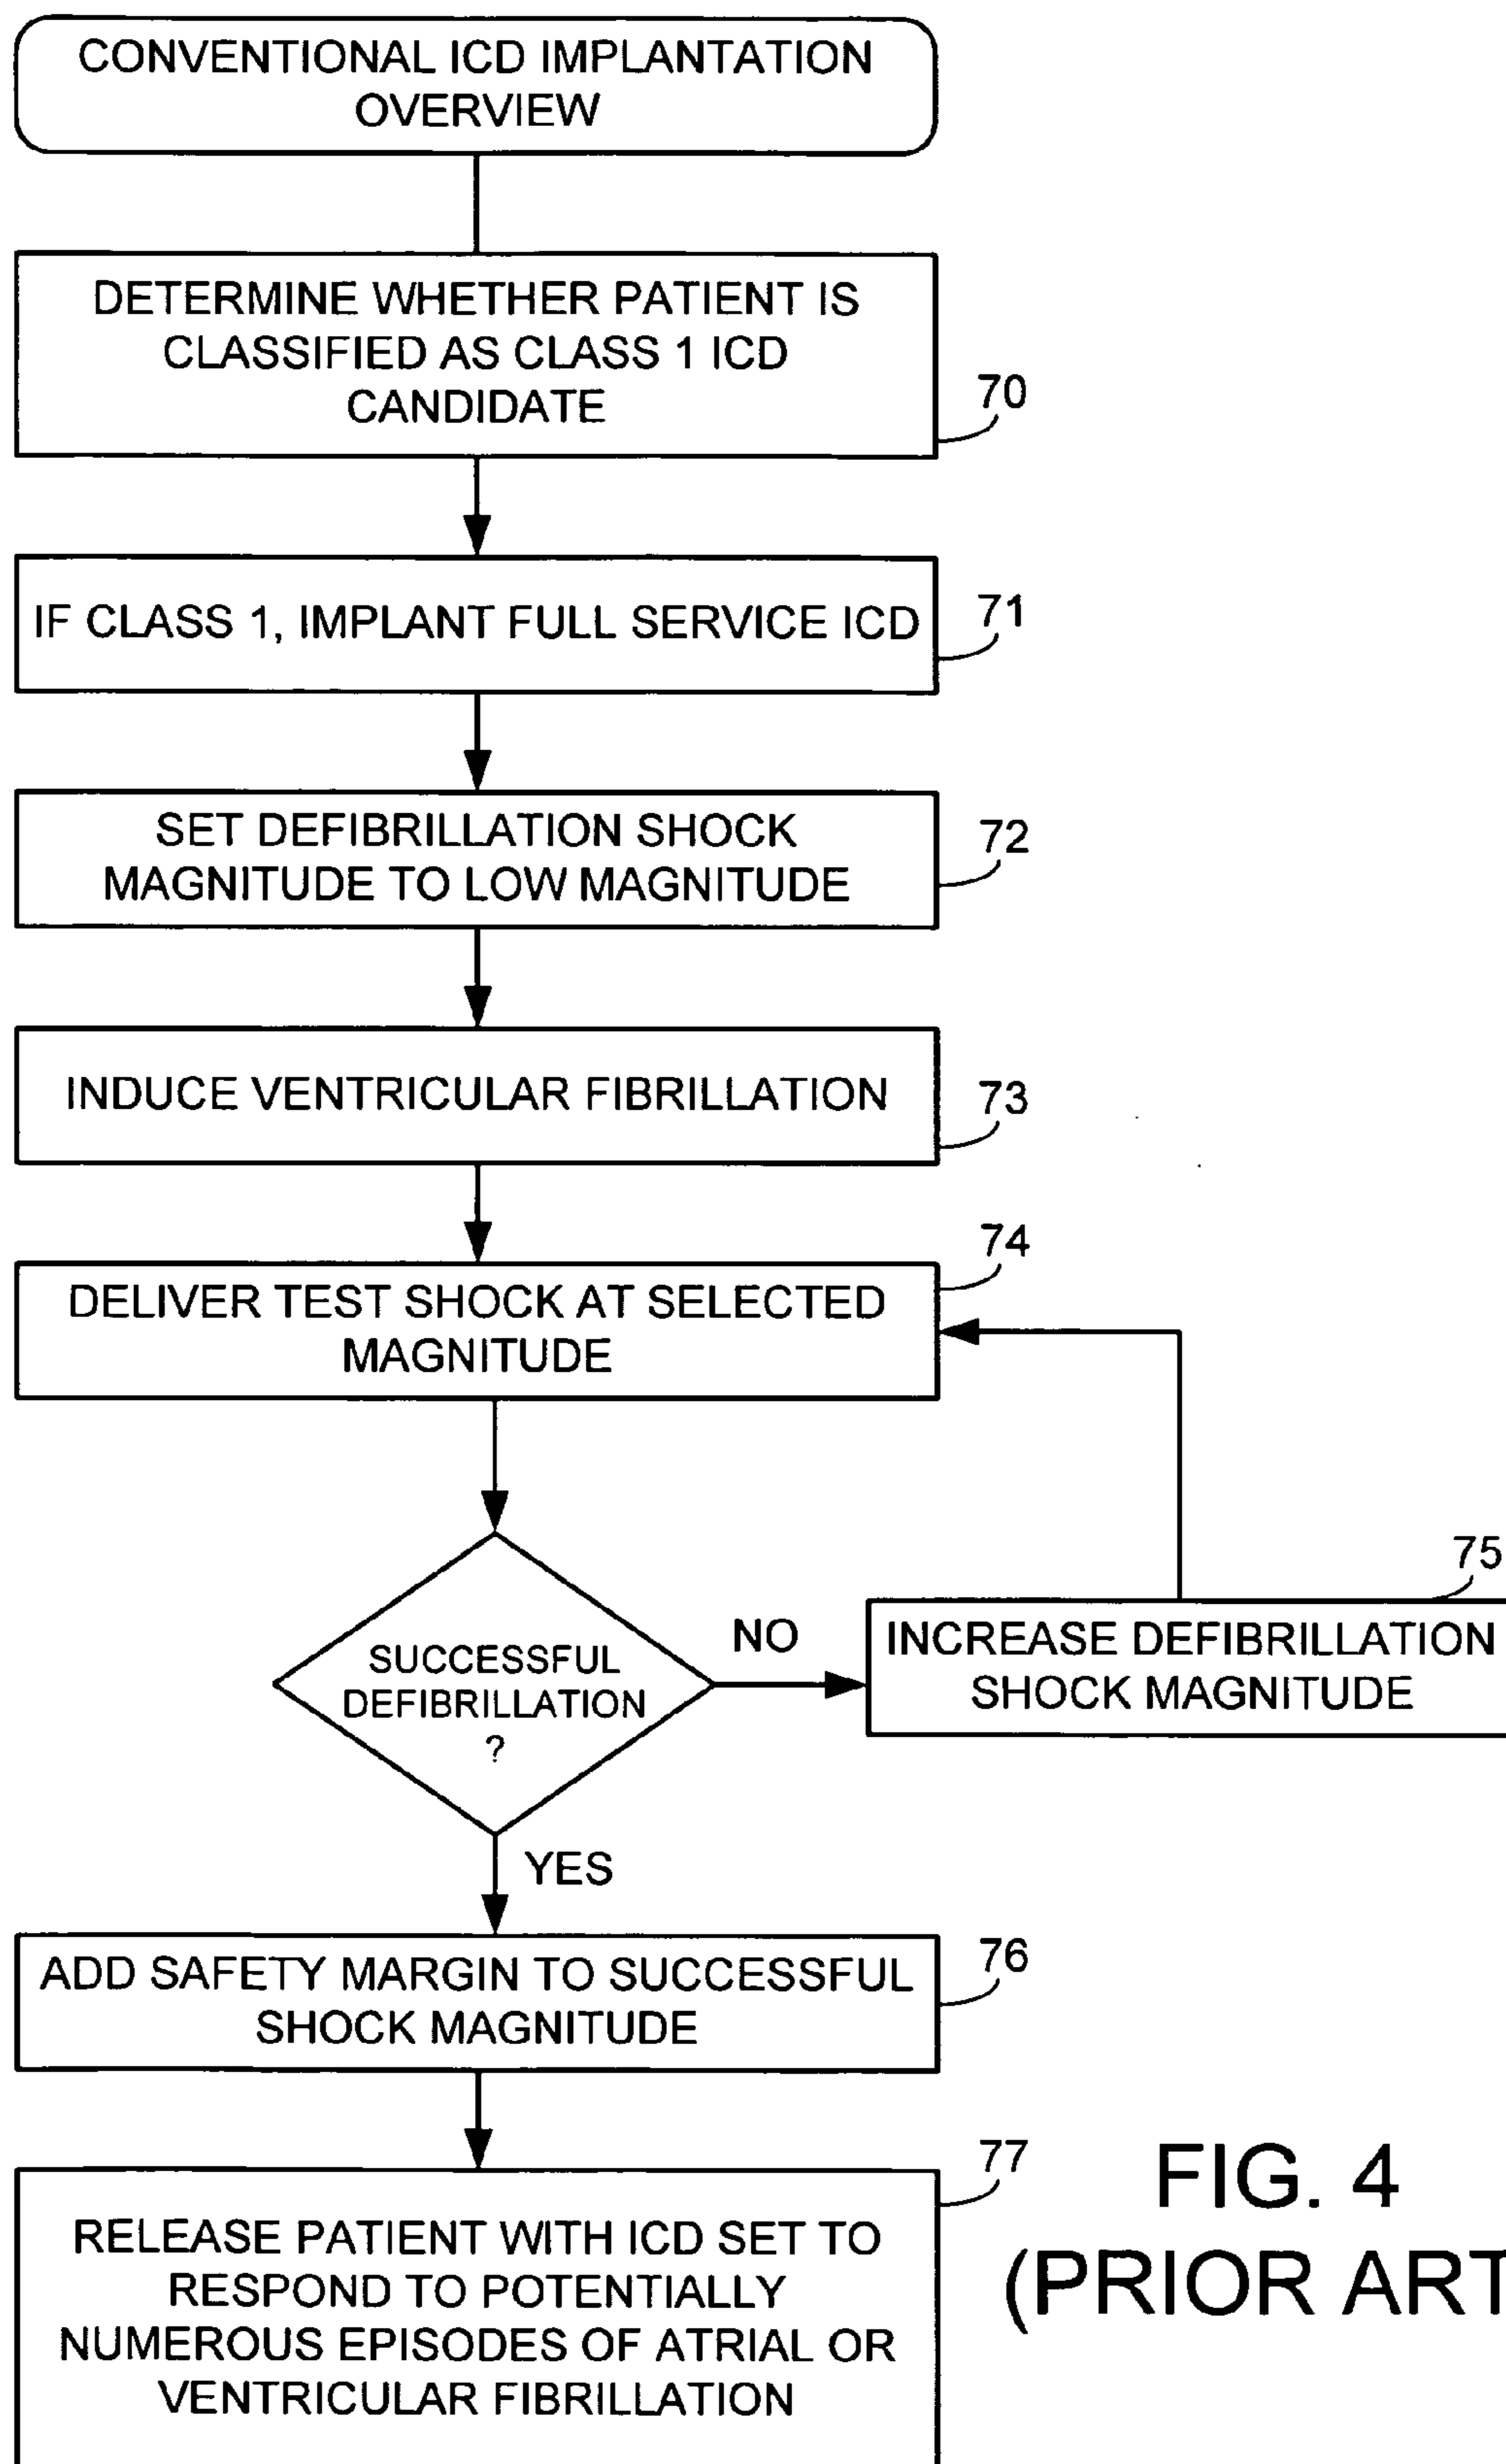 CONVENTIONAL ICD IMPLANTATION
OVERVIEW
DETERMINE WHETHER PATIENT IS
CLASSIFIED AS CLASS 1 ICD
CANDIDATE
70
IF CLASS 1, IMPLANT FULL SERVICE ICD
71
SET DEFIBRILLATION SHOCK
MAGNITUDE TO LOW MAGNITUDE
72
INDUCE VENTRICULAR FIBRILLATION
73
DELIVER TEST SHOCK AT SELECTED
MAGNITUDE
74
SUCCESSFUL
DEFIBRILLATION
?
NO
INCREASE DEFIBRILLATION
SHOCK MAGNITUDE
75
YES
ADD SAFETY MARGIN TO SUCCESSFUL
SHOCK MAGNITUDE
76
RELEASE PATIENT WITH ICD SET TO
RESPOND TO POTENTIALLY
NUMEROUS EPISODES OF ATRIAL OR
VENTRICULAR FIBRILLATION
77
FIG. 4
(PRIOR ART